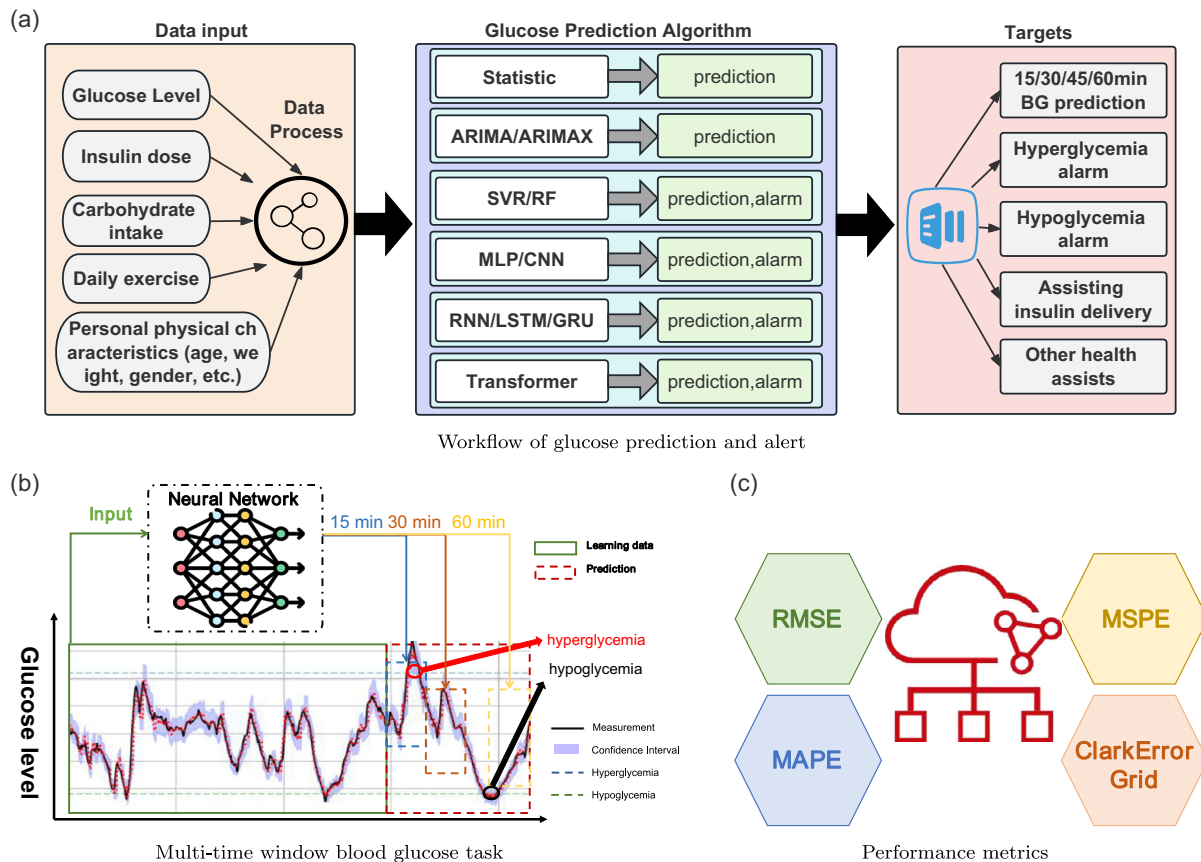 (a)
Data input
Glucose Level
Insulin dose
Carbohydrate
intake
Daily exercise
Personal physical ch
aracteristics (age, we
ight, gender, etc.)
Data
Process
Glucose Prediction Algorithm
Statistic
prediction
ARIMA/ARIMAX
prediction
SVR/RF
prediction,alarm
MLP/CNN
prediction,alarm
RNN/LSTM/GRU
prediction,alarm
Transformer
prediction,alarm
Targets
15/30/45/60min
BG prediction
Hyperglycemia
alarm
Hypoglycemia
alarm
Assisting
insulin delivery
Other health
assists
Workflow of glucose prediction and alert
(b)
Neural Network
Input
15 min
30 min
60 min
Learning data
Prediction
hyperglycemia
hypoglycemia
Glucose level
Measurement
Confidence Interval
Hyperglycemia
Hypoglycemia
Multi-time window blood glucose task
(c)
RMSE
MSPE
MAPE
ClarkError
Grid
Performance metrics